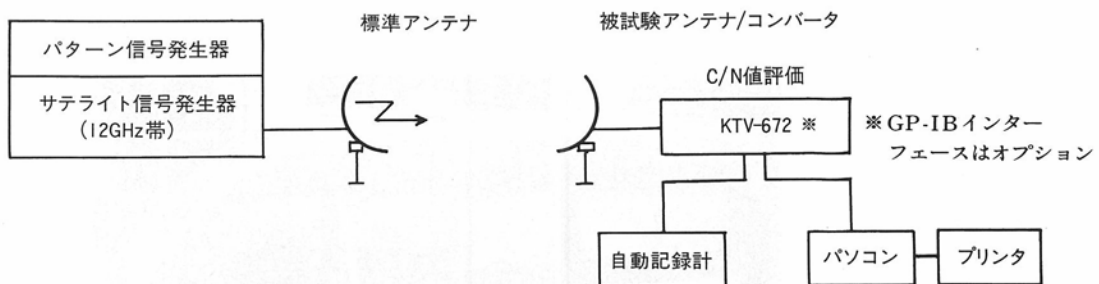 標準アンテナ
被試験アンテナ/コンバータ
パターン信号発生器
サテライト信号発生器
(12GHz帯)
C/N値評価
KTV-672 ※
※GP-IBインター
フェースはオプション
自動記録計
パソコン
プリンタ